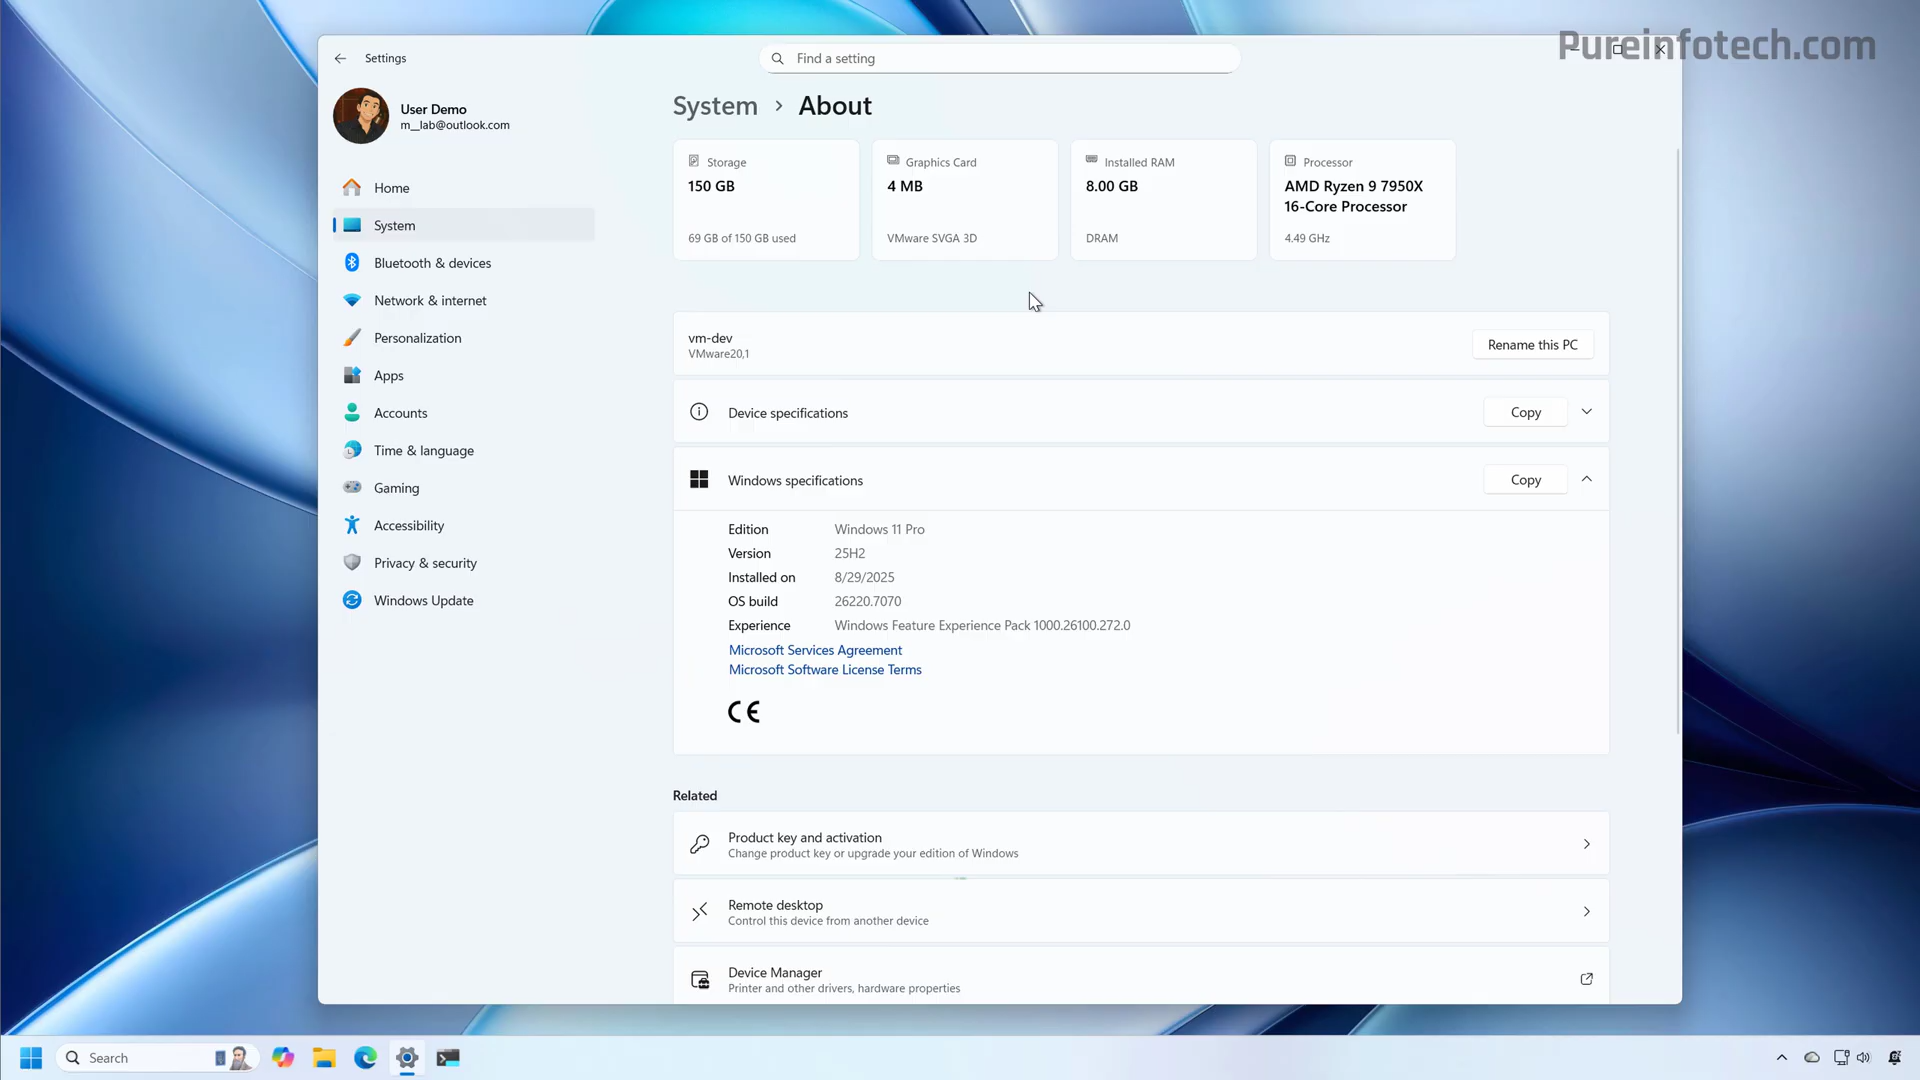 Pureinfotech.com
Settings
Find a setting
User Demo
m__lab@outlook.com
Home
System
Bluetooth & devices
Network & internet
Personalization
Apps
Accounts
Time & language
Gaming
Accessibility
Privacy & security
Windows Update
System > About
Storage
150 GB
69 GB of 150 GB used
Graphics Card
4 MB
VMware SVGA 3D
Installed RAM
8.00 GB
DRAM
Processor
AMD Ryzen 9 7950X
16-Core Processor
4.49 GHz
vm-dev
VMware20,1
Rename this PC
Device specifications
Copy
Windows specifications
Copy
Edition Windows 11 Pro
Version 25H2
Installed on 8/29/2025
OS build 26220.7070
Experience Windows Feature Experience Pack 1000.26100.272.0
Microsoft Services Agreement
Microsoft Software License Terms
CE
Related
Product key and activation
Change product key or upgrade your edition of Windows
Remote desktop
Control this device from another device
Device Manager
Printer and other drivers, hardware properties
Search